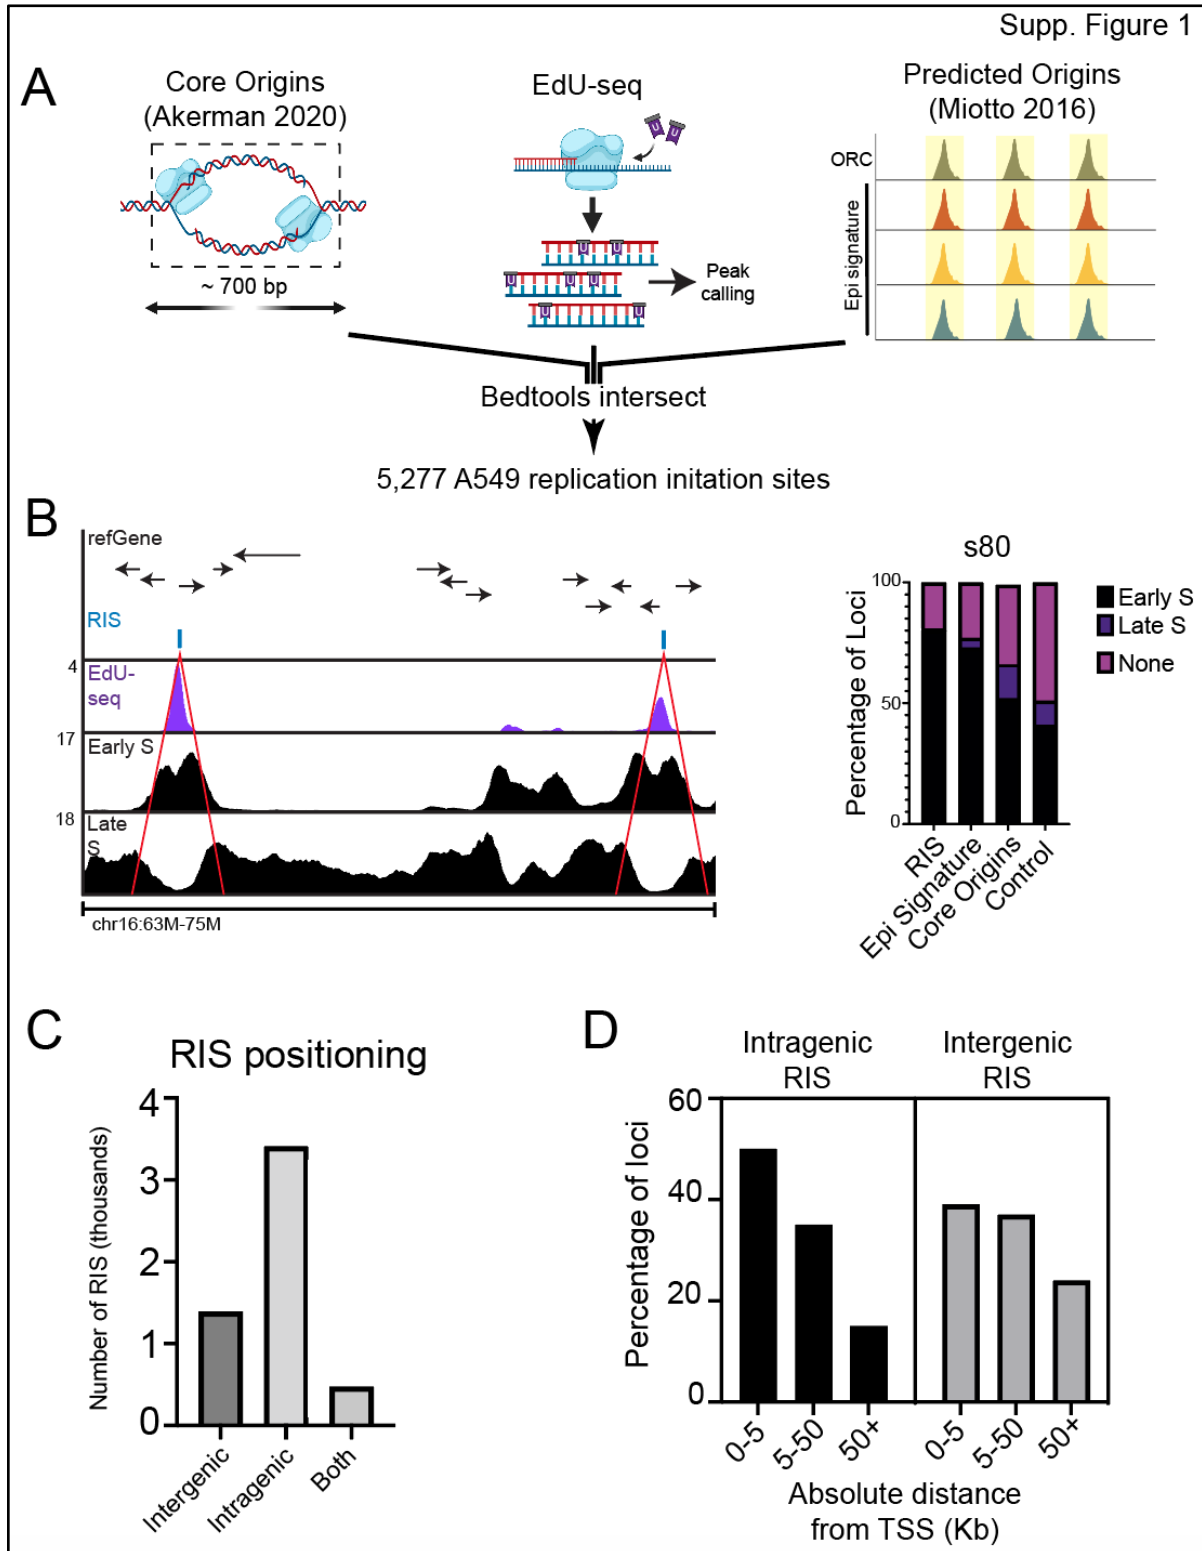 Supp. Figure 1
A
Core Origins
(Akerman 2020)
~ 700 bp
EdU-seq
U
U
U
U
U
U
U
U
Peak
calling
Predicted Origins
(Miotto 2016)
ORC
Epi signature
Bedtools intersect
5,277 A549 replication initation sites
B
refGene
RIS
4
EdU-
seq
17
Early S
18
Late
S
chr16:63M-75M
s80
Percentage of Loci
100
50
0
RIS
Epi Signature
Core Origins
Control
Early S
Late S
None
C
RIS positioning
Number of RIS (thousands)
4
3
2
1
0
Intergenic
Intragenic
Both
D
Intragenic
RIS
Intergenic
RIS
Percentage of loci
60
40
20
0
0-5
5-50
50+
0-5
5-50
50+
Absolute distance
from TSS (Kb)